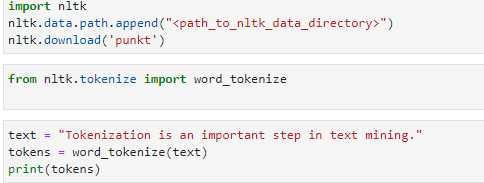 import nltk
nltk.data.path.append("<path_to_nltk_data_directory>")
nltk.download('punkt')
from nltk.tokenize import word_tokenize
text = "Tokenization is an important step in text mining."
tokens = word_tokenize(text)
print(tokens)